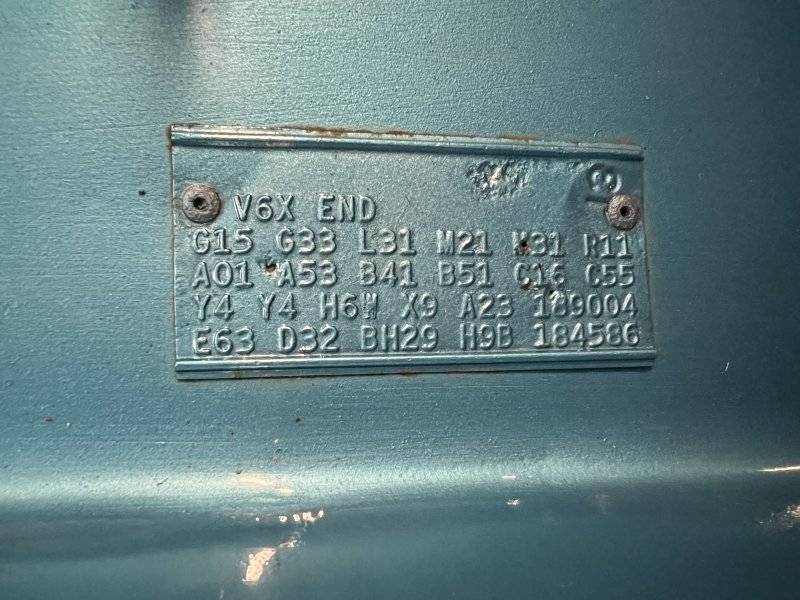 V6X END
G15 G33 L31 M21 M31 R11
A01 A53 B41 B51 C16 C55
Y4 Y4 H6W X9 A23 189004
E63 D32 BH29 H9B 184586